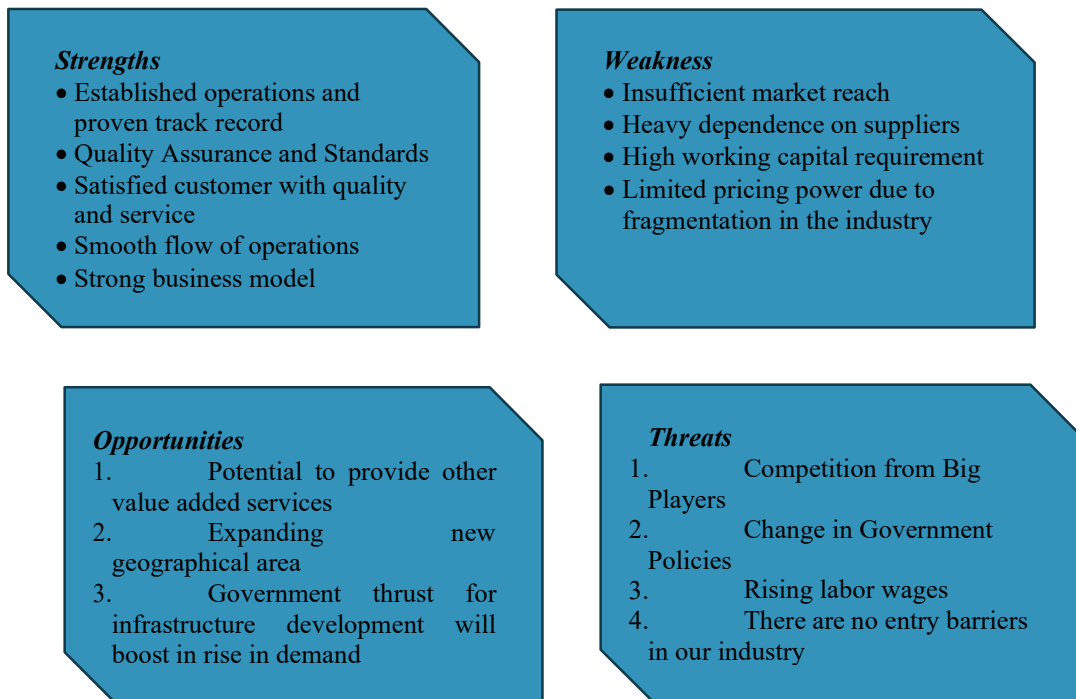 Strengths
• Established operations and
proven track record
• Quality Assurance and Standards
• Satisfied customer with quality
and service
• Smooth flow of operations
• Strong business model
Weakness
• Insufficient market reach
• Heavy dependence on suppliers
• High working capital requirement
• Limited pricing power due to
fragmentation in the industry
Opportunities
1. Potential to provide other
value added services
2. Expanding new
geographical area
3. Government thrust for
infrastructure development will
boost in rise in demand
Threats
1. Competition from Big
Players
2. Change in Government
Policies
3. Rising labor wages
4. There are no entry barriers
in our industry